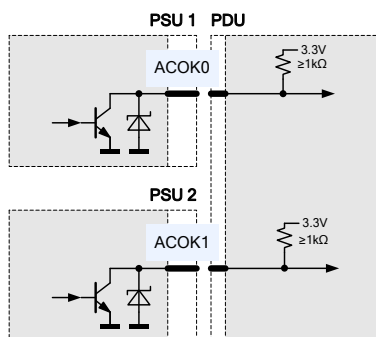 PSU 1 PDU
ACOK0
3.3V
≥1kΩ
PSU 2
ACOK1
3.3V
≥1kΩ